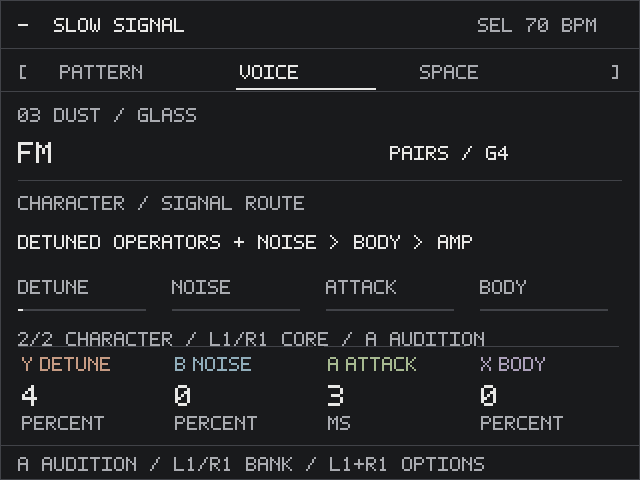 – SLOW SIGNAL SEL 70 BPM
[ PATTERN VOICE SPACE ]
03 DUST / GLASS
FM PAIRS / G4
CHARACTER / SIGNAL ROUTE
DETUNED OPERATORS + NOISE > BODY > AMP
DETUNE NOISE ATTACK BODY
2/2 CHARACTER / L1/R1 CORE / A AUDITION
Y DETUNE B NOISE A ATTACK X BODY
4 0 3 0
PERCENT PERCENT MS PERCENT
A AUDITION / L1/R1 BANK / L1+R1 OPTIONS